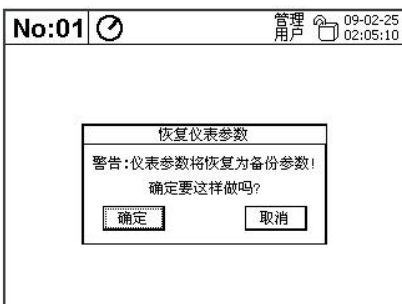 No:01 管理用户 09-02-25
02:05:10
恢复仪表参数
警告:仪表参数将恢复为备份参数!
确定要这样做吗?
确定 取消